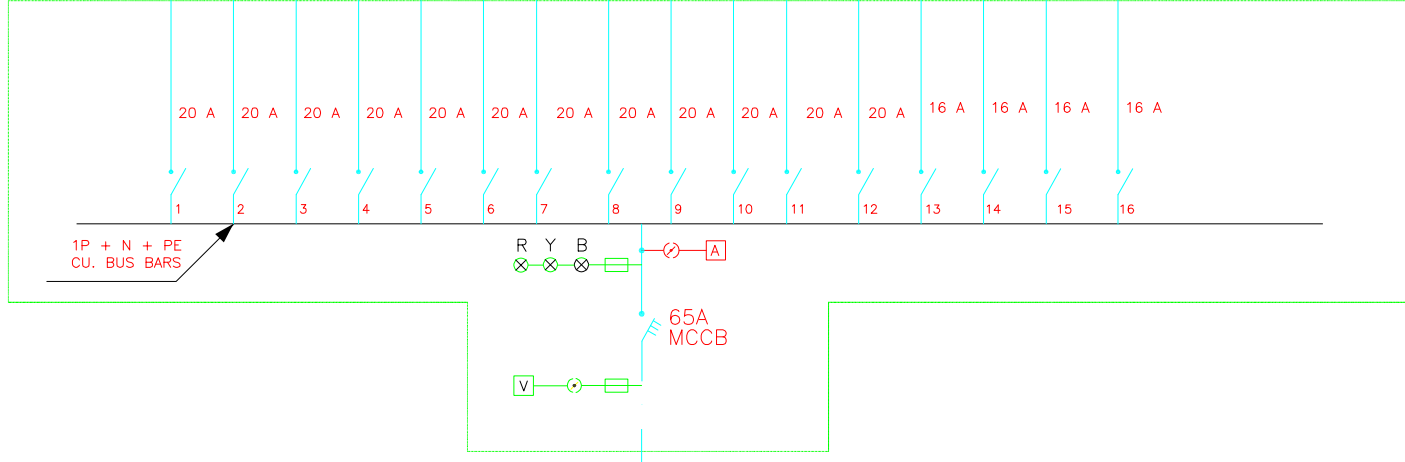 20 A 20 A 20 A 20 A 20 A 20 A 20 A 20 A 20 A 20 A 20 A 20 A 16 A 16 A 16 A 16 A
1 2 3 4 5 6 7 8 9 10 11 12 13 14 15 16
1P + N + PE
CU. BUS BARS
R Y B
A
65A
MCCB
V